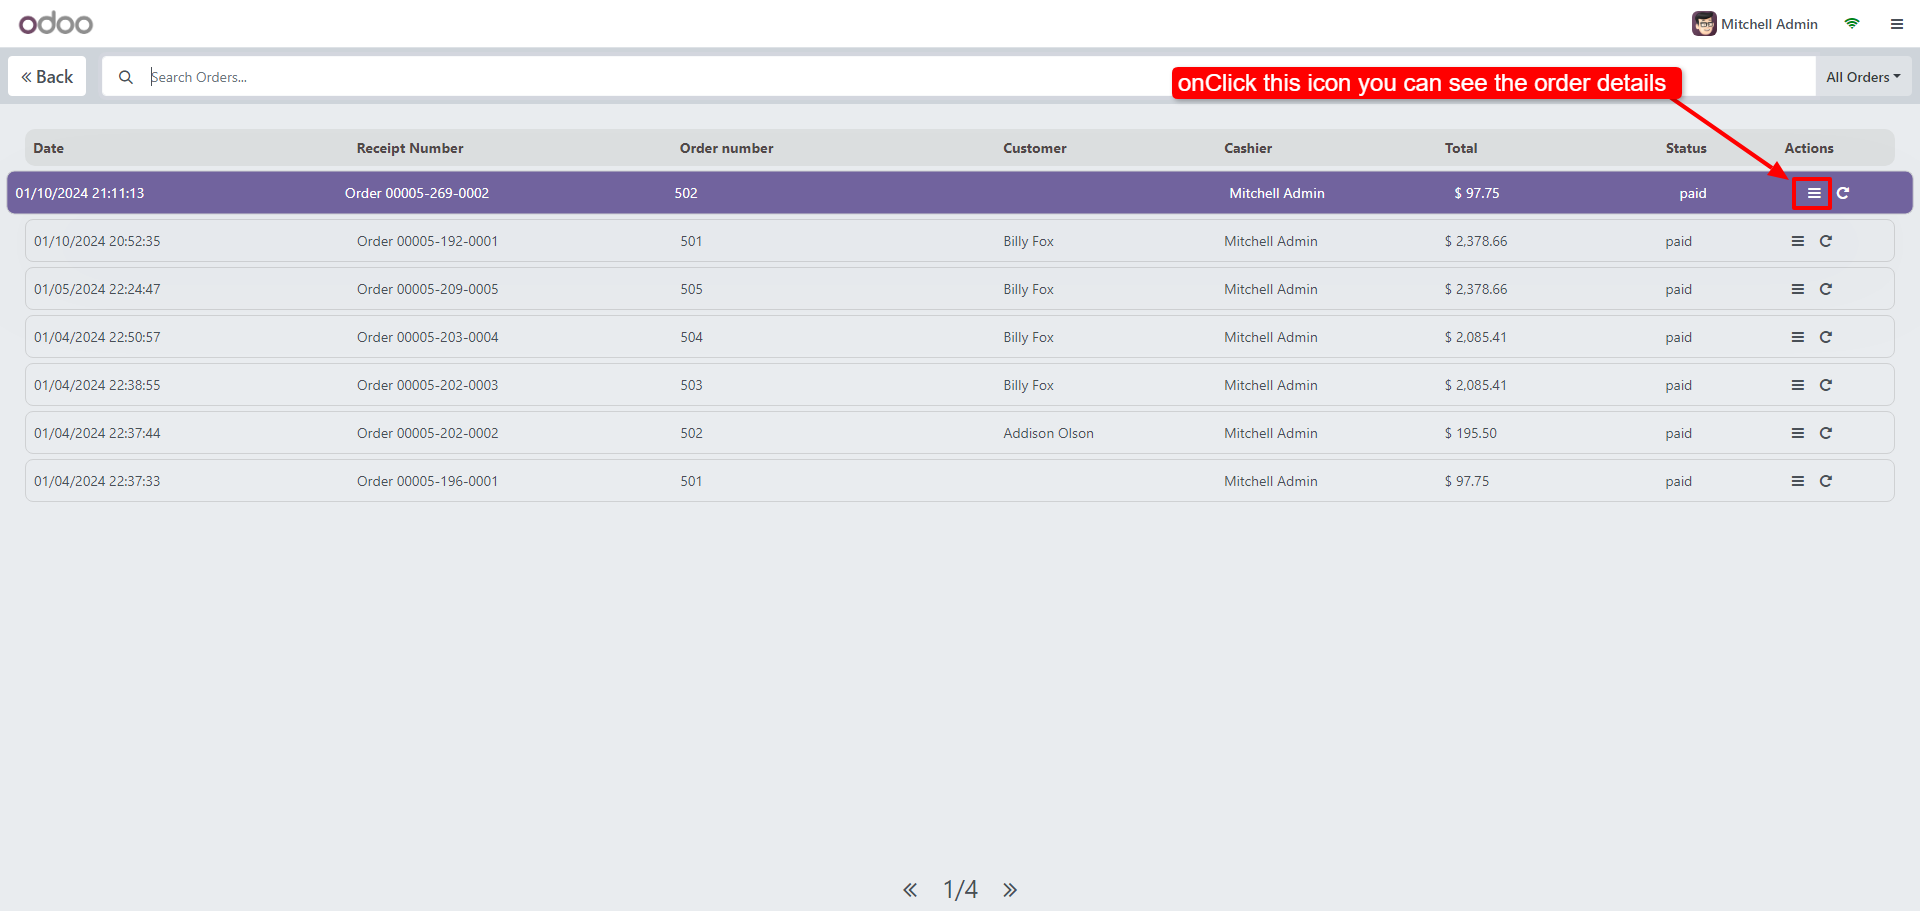 odoo
Mitchell Admin
Back
Search Orders...
onClick this icon you can see the order details
All Orders
Date Receipt Number Order number Customer Cashier Total Status Actions
01/10/2024 21:11:13 Order 00005-269-0002 502 Mitchell Admin $ 97.75 paid
01/10/2024 20:52:35 Order 00005-192-0001 501 Billy Fox Mitchell Admin $ 2,378.66 paid
01/05/2024 22:24:47 Order 00005-209-0005 505 Billy Fox Mitchell Admin $ 2,378.66 paid
01/04/2024 22:50:57 Order 00005-203-0004 504 Billy Fox Mitchell Admin $ 2,085.41 paid
01/04/2024 22:38:55 Order 00005-202-0003 503 Billy Fox Mitchell Admin $ 2,085.41 paid
01/04/2024 22:37:44 Order 00005-202-0002 502 Addison Olson Mitchell Admin $ 195.50 paid
01/04/2024 22:37:33 Order 00005-196-0001 501 Mitchell Admin $ 97.75 paid
1/4